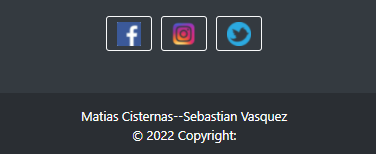 Matias Cisternas--Sebastian Vasquez
© 2022 Copyright: